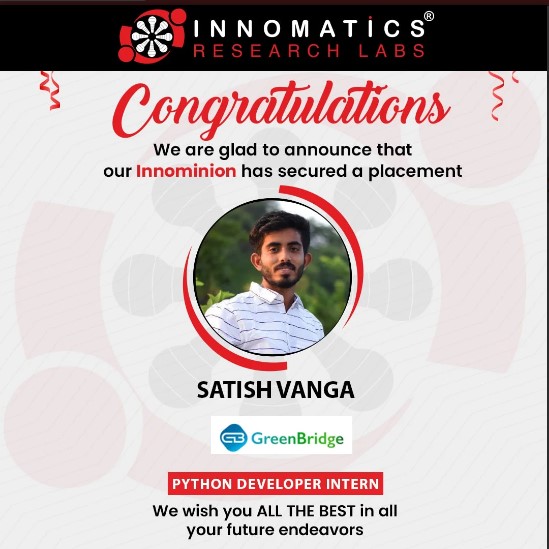 INNOMATICS®
RESEARCH LABS
Congratulations
We are glad to announce that
our Innominion has secured a placement
SATISH VANGA
GB GreenBridge
PYTHON DEVELOPER INTERN
We wish you ALL THE BEST in all
your future endeavors